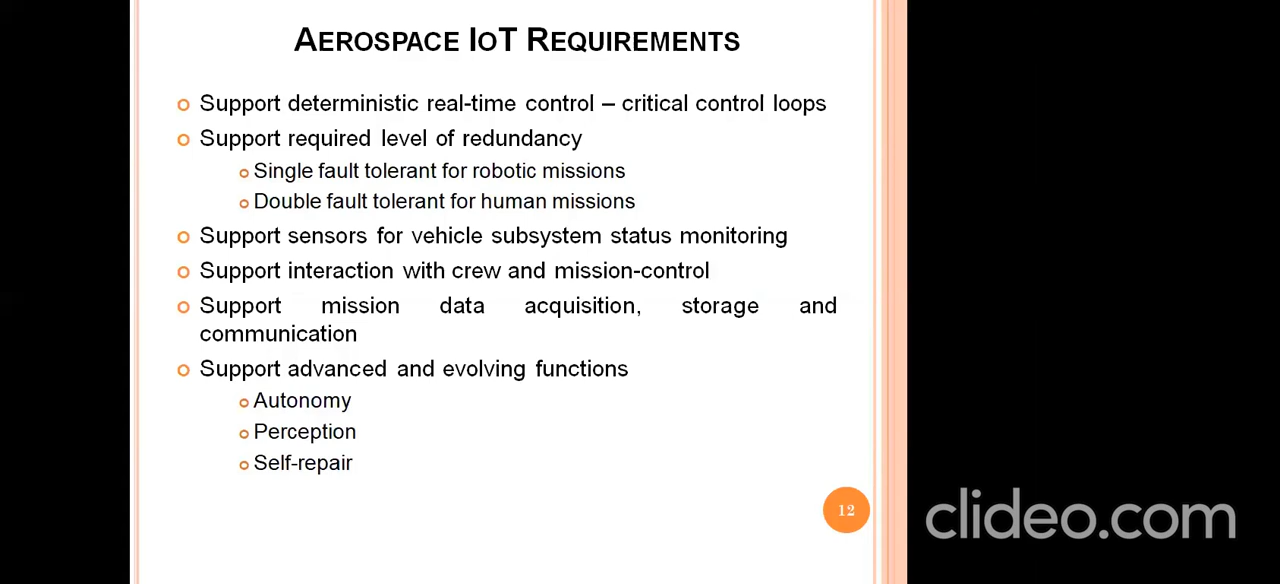 AEROSPACE IOT REQUIREMENTS
Support deterministic real-time control – critical control loops
Support required level of redundancy
Single fault tolerant for robotic missions
Double fault tolerant for human missions
Support sensors for vehicle subsystem status monitoring
Support interaction with crew and mission-control
Support mission data acquisition, storage and
communication
Support advanced and evolving functions
Autonomy
Perception
Self-repair
12
clideo.com